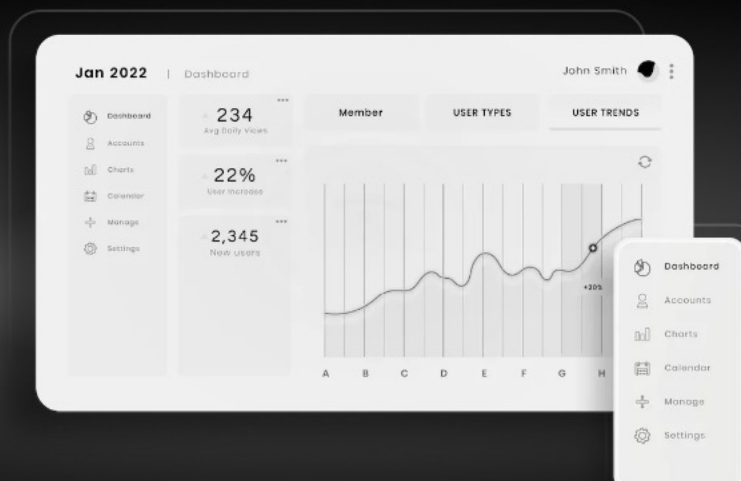 Jan 2022 | Dashboard
John Smith
Dashboard
Accounts
Charts
Calendar
Manage
Settings
234
Avg Daily Views
22%
User Increase
2,345
New users
Member
USER TYPES
USER TRENDS
+20%
A B C D E F G H
Dashboard
Accounts
Charts
Calendar
Manage
Settings